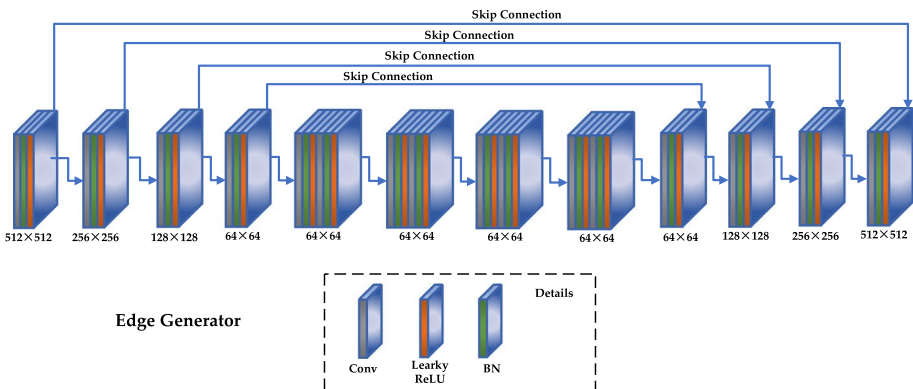 Skip Connection
Skip Connection
Skip Connection
Skip Connection
512×512
256×256
128×128
64×64
64×64
64×64
64×64
64×64
64×64
128×128
256×256
512×512
Edge Generator
Details
Conv
Learky
ReLU
BN